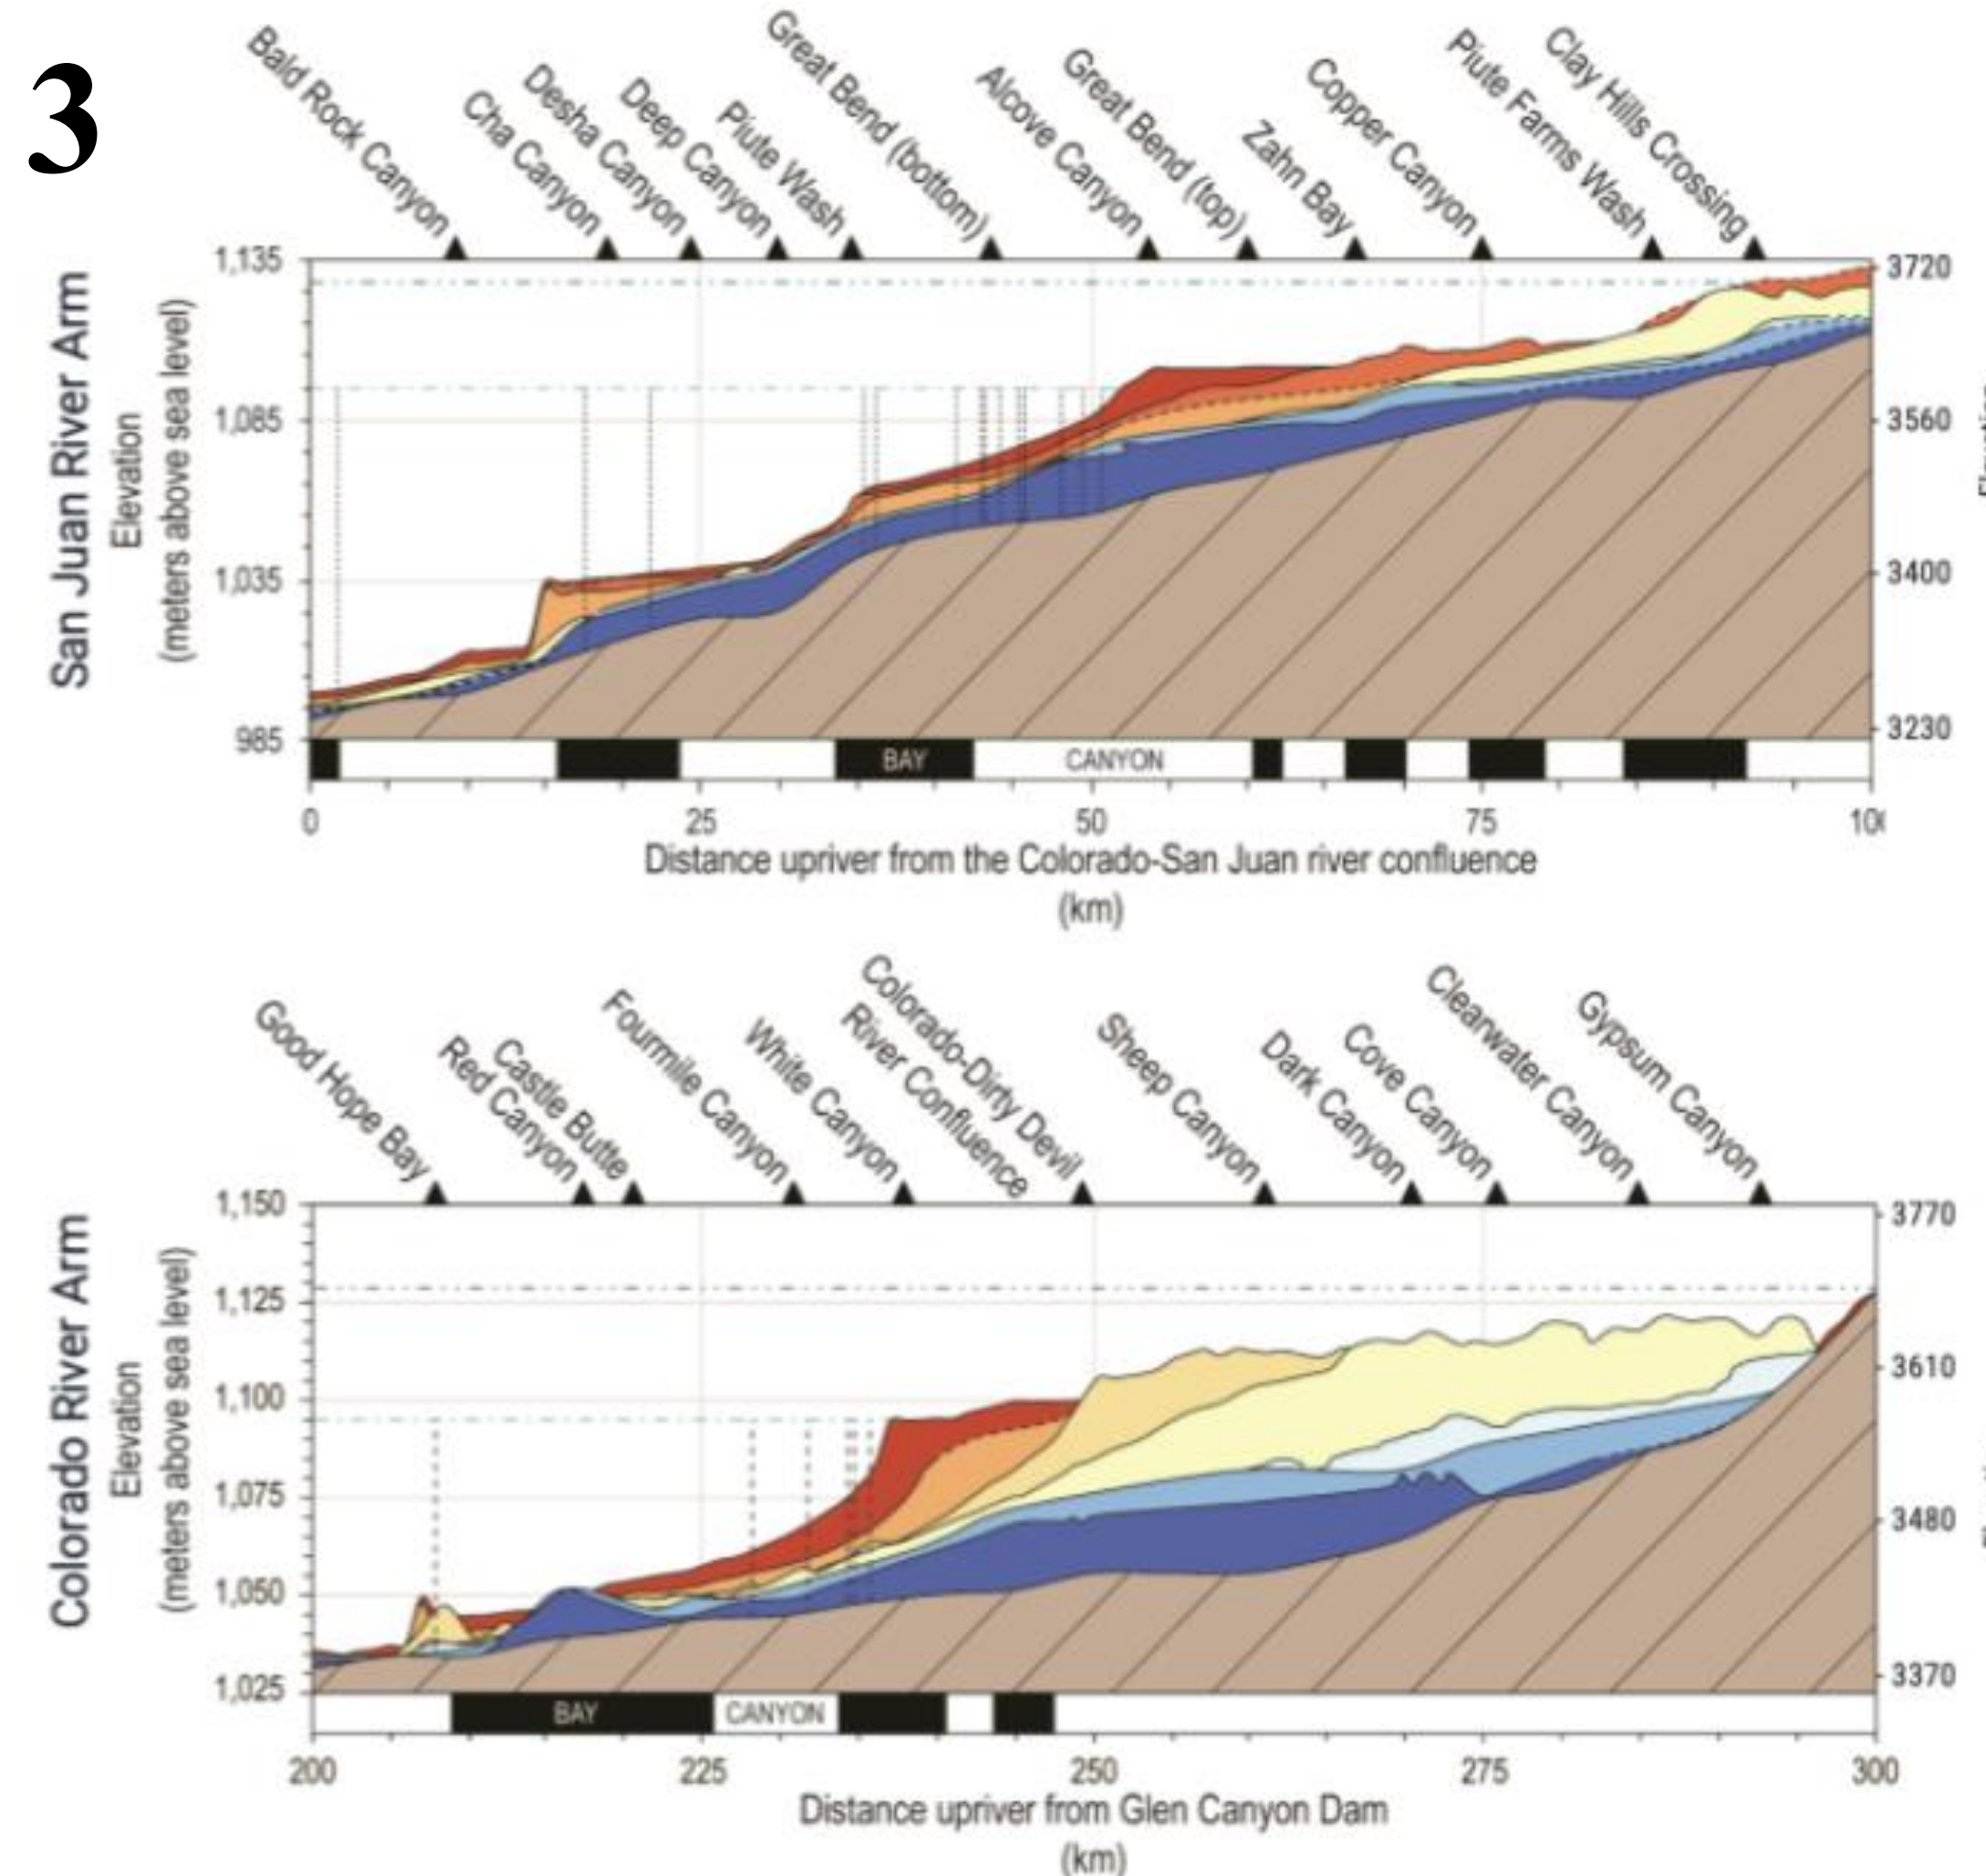 3
Bald Rock Canyon
Cha Canyon
Desha Canyon
Deep Canyon
Piute Wash
Great Bend (bottom)
Alcove Canyon
Great Bend (top)
Zahn Bay
Copper Canyon
Piute Farms Wash
Clay Hills Crossing
San Juan River Arm
Elevation
(meters above sea level)
1,135
1,085
1,035
985
3720
3560
3400
3230
BAY
CANYON
0
25
50
75
Distance upriver from the Colorado-San Juan river confluence
(km)
Good Hope Bay
Red Canyon
Castle Butte
Fourmile Canyon
White Canyon
Colorado-Dirty Devil
River Confluence
Sheep Canyon
Dark Canyon
Cove Canyon
Clearwater Canyon
Gypsum Canyon
Colorado River Arm
Elevation
(meters above sea level)
1,150
1,125
1,100
1,075
1,050
1,025
3770
3610
3480
3370
BAY
CANYON
200
225
250
275
300
Distance upriver from Glen Canyon Dam
(km)